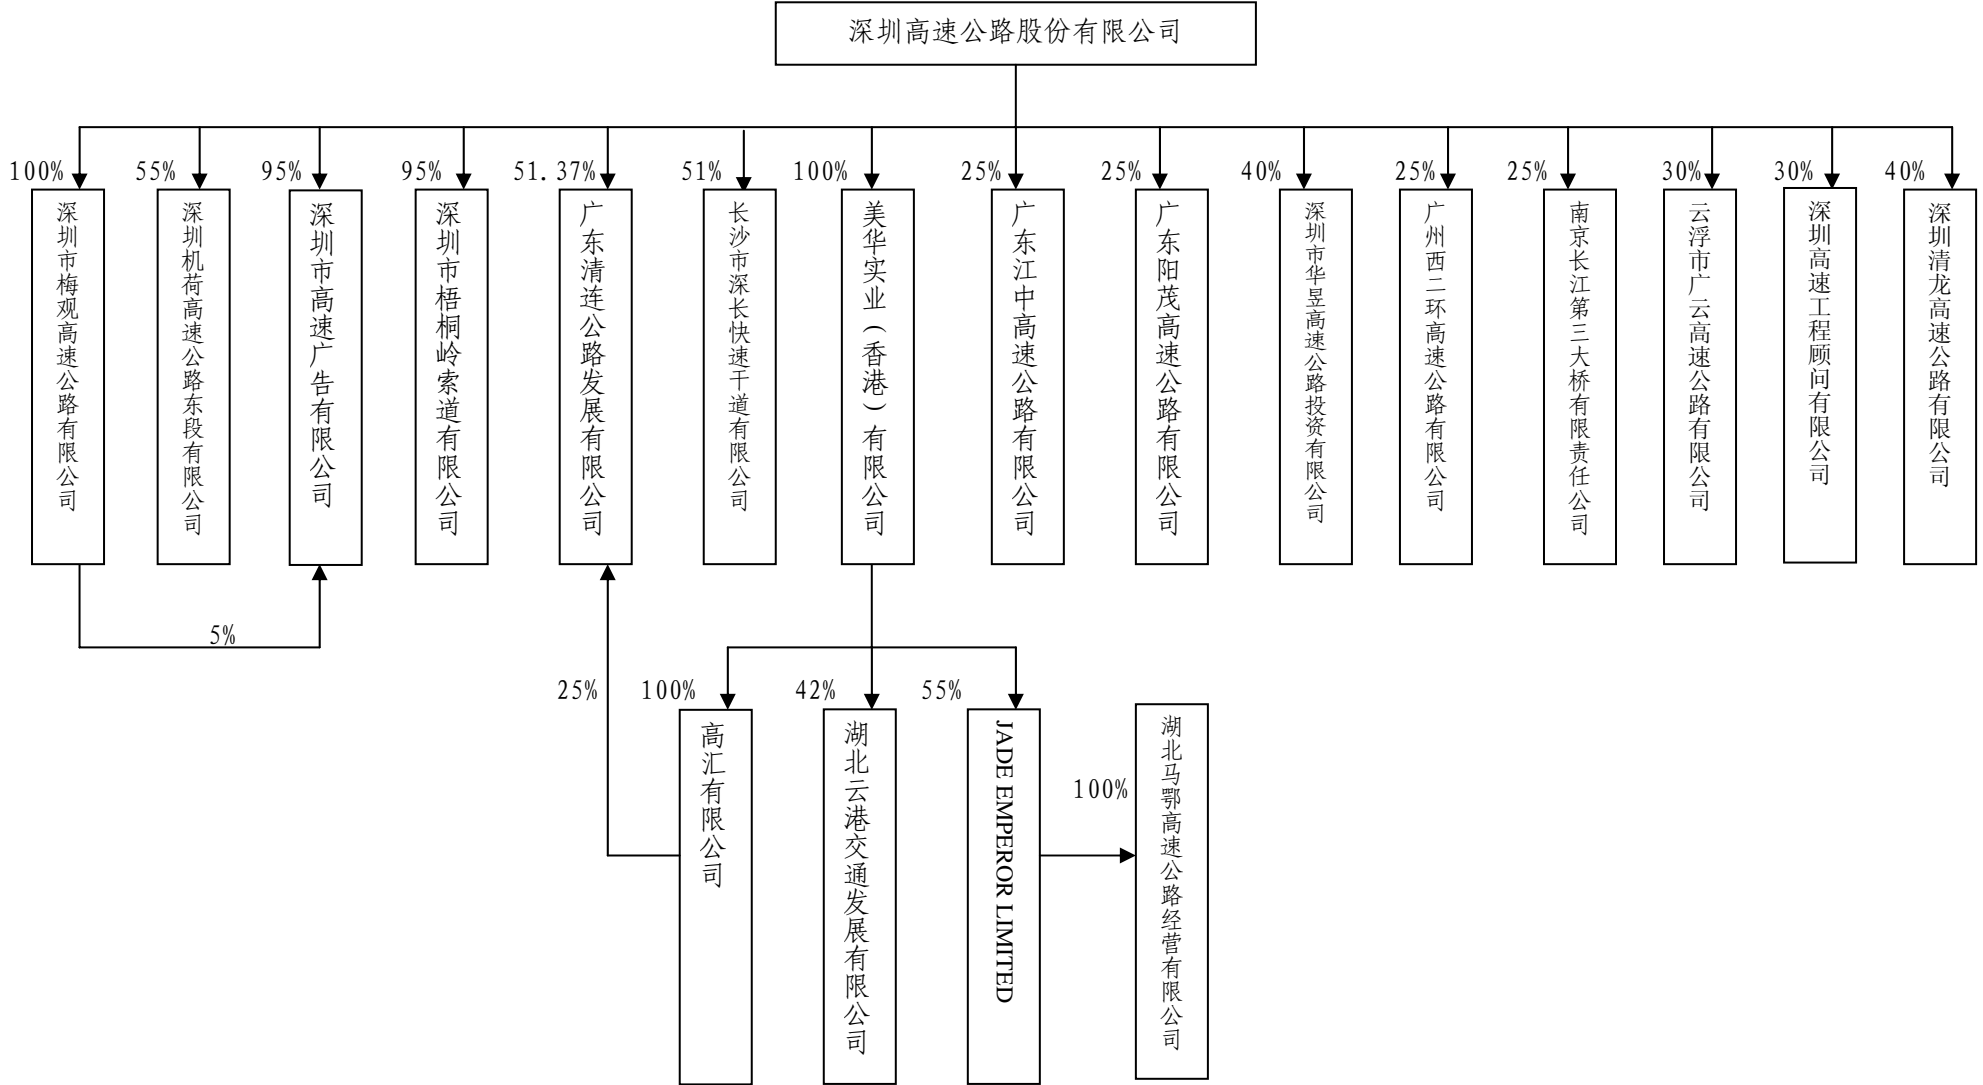 深圳高速公路股份有限公司
100%
55%
95%
95%
51.37%
51%
100%
25%
25%
40%
25%
25%
30%
30%
40%
深圳市梅观高速公路有限公司
深圳机荷高速公路东段有限公司
深圳市高速广告有限公司
深圳市梧桐岭索道有限公司
广东清连公路发展有限公司
长沙市深长快速干道有限公司
美华实业（香港）有限公司
广东江中高速公路有限公司
广东阳茂高速公路有限公司
深圳市华昱高速公路投资有限公司
广州西二环高速公路有限公司
南京长江第三大桥有限责任公司
云浮市广云高速公路有限公司
深圳高速工程顾问有限公司
深圳清龙高速公路有限公司
5%
25%
100%
42%
55%
100%
高汇有限公司
湖北云港交通发展有限公司
JADE EMPEROR LIMITED
湖北马鄂高速公路经营有限公司